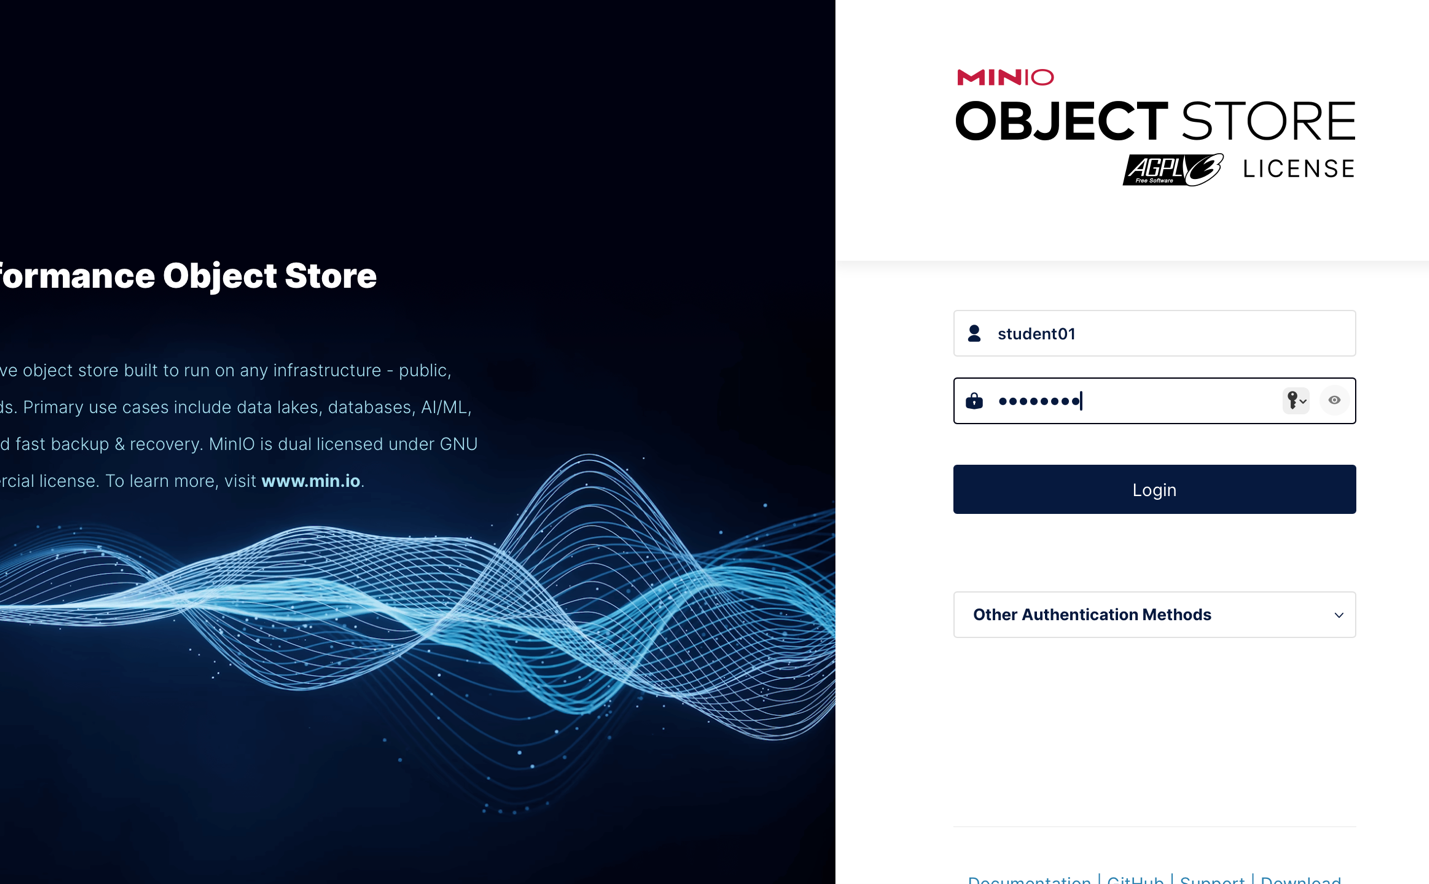 MINIO
OBJECT STORE
AGPL v3 LICENSE
Free Software
formance Object Store
ve object store built to run on any infrastructure - public,
ds. Primary use cases include data lakes, databases, AI/ML,
d fast backup & recovery. MinIO is dual licensed under GNU
rcial license. To learn more, visit www.min.io.
student01
••••••••
Login
Other Authentication Methods
Documentation | GitHub | Support | Download